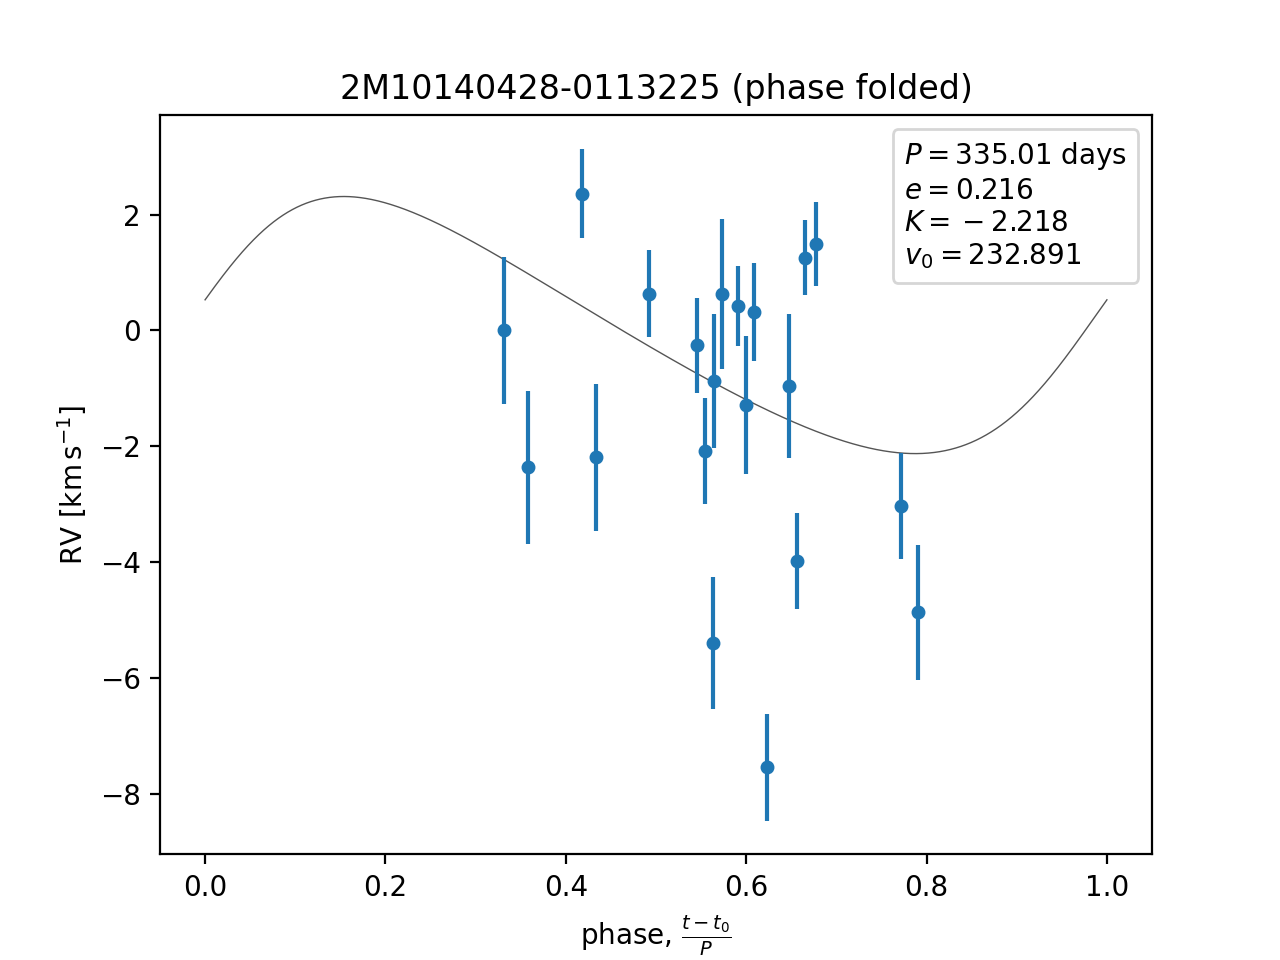 2M10140428-0113225 (phase folded)
P = 335.01 days
e = 0.216
K = −2.218
v₀ = 232.891
RV [km s⁻¹]
2
0
−2
−4
−6
−8
0.0 0.2 0.4 0.6 0.8 1.0
phase, (t − t₀)/P